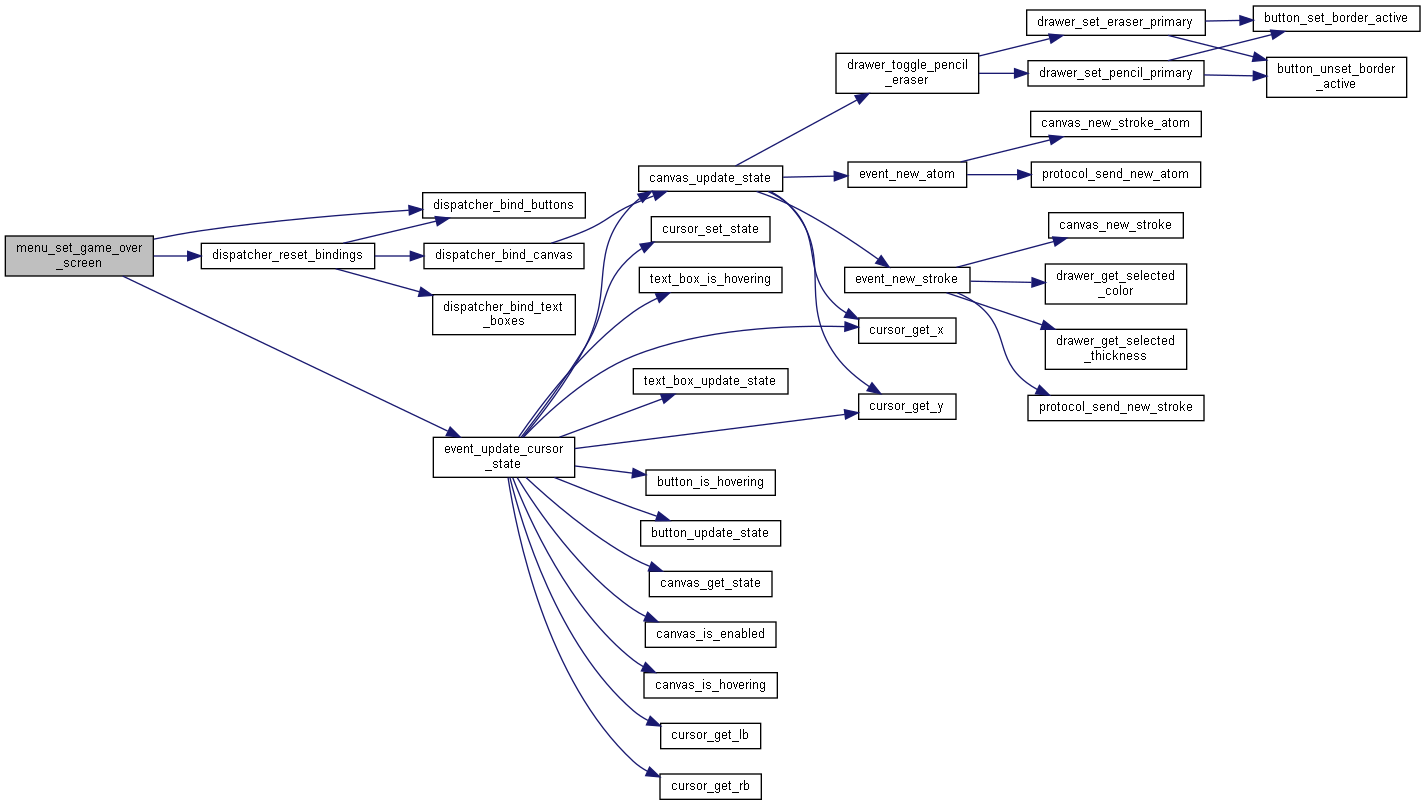 menu_set_game_over
_screen
dispatcher_bind_buttons
dispatcher_reset_bindings
dispatcher_bind_canvas
dispatcher_bind_text
_boxes
event_update_cursor
_state
canvas_update_state
cursor_set_state
text_box_is_hovering
text_box_update_state
button_is_hovering
button_update_state
canvas_get_state
canvas_is_enabled
canvas_is_hovering
cursor_get_lb
cursor_get_rb
drawer_toggle_pencil
_eraser
event_new_atom
event_new_stroke
cursor_get_x
cursor_get_y
drawer_set_eraser_primary
drawer_set_pencil_primary
canvas_new_stroke_atom
protocol_send_new_atom
canvas_new_stroke
drawer_get_selected
_color
drawer_get_selected
_thickness
protocol_send_new_stroke
button_set_border_active
button_unset_border
_active